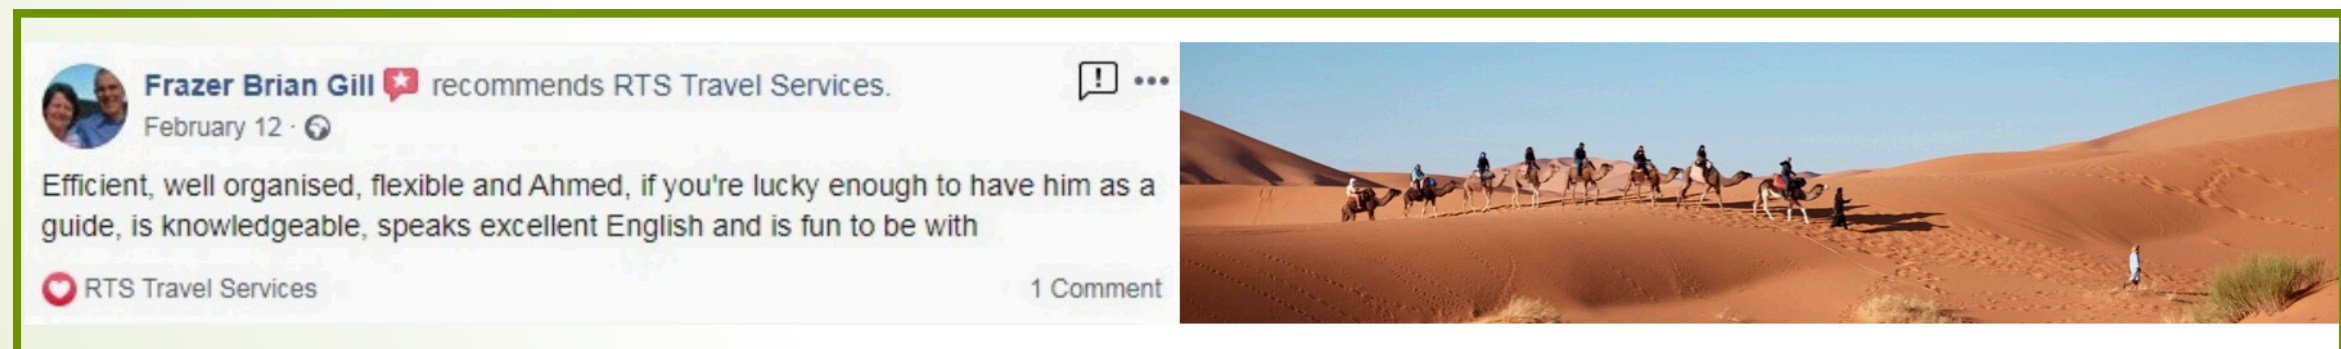 Frazer Brian Gill recommends RTS Travel Services.
February 12 ·
Efficient, well organised, flexible and Ahmed, if you're lucky enough to have him as a
guide, is knowledgeable, speaks excellent English and is fun to be with
RTS Travel Services 1 Comment